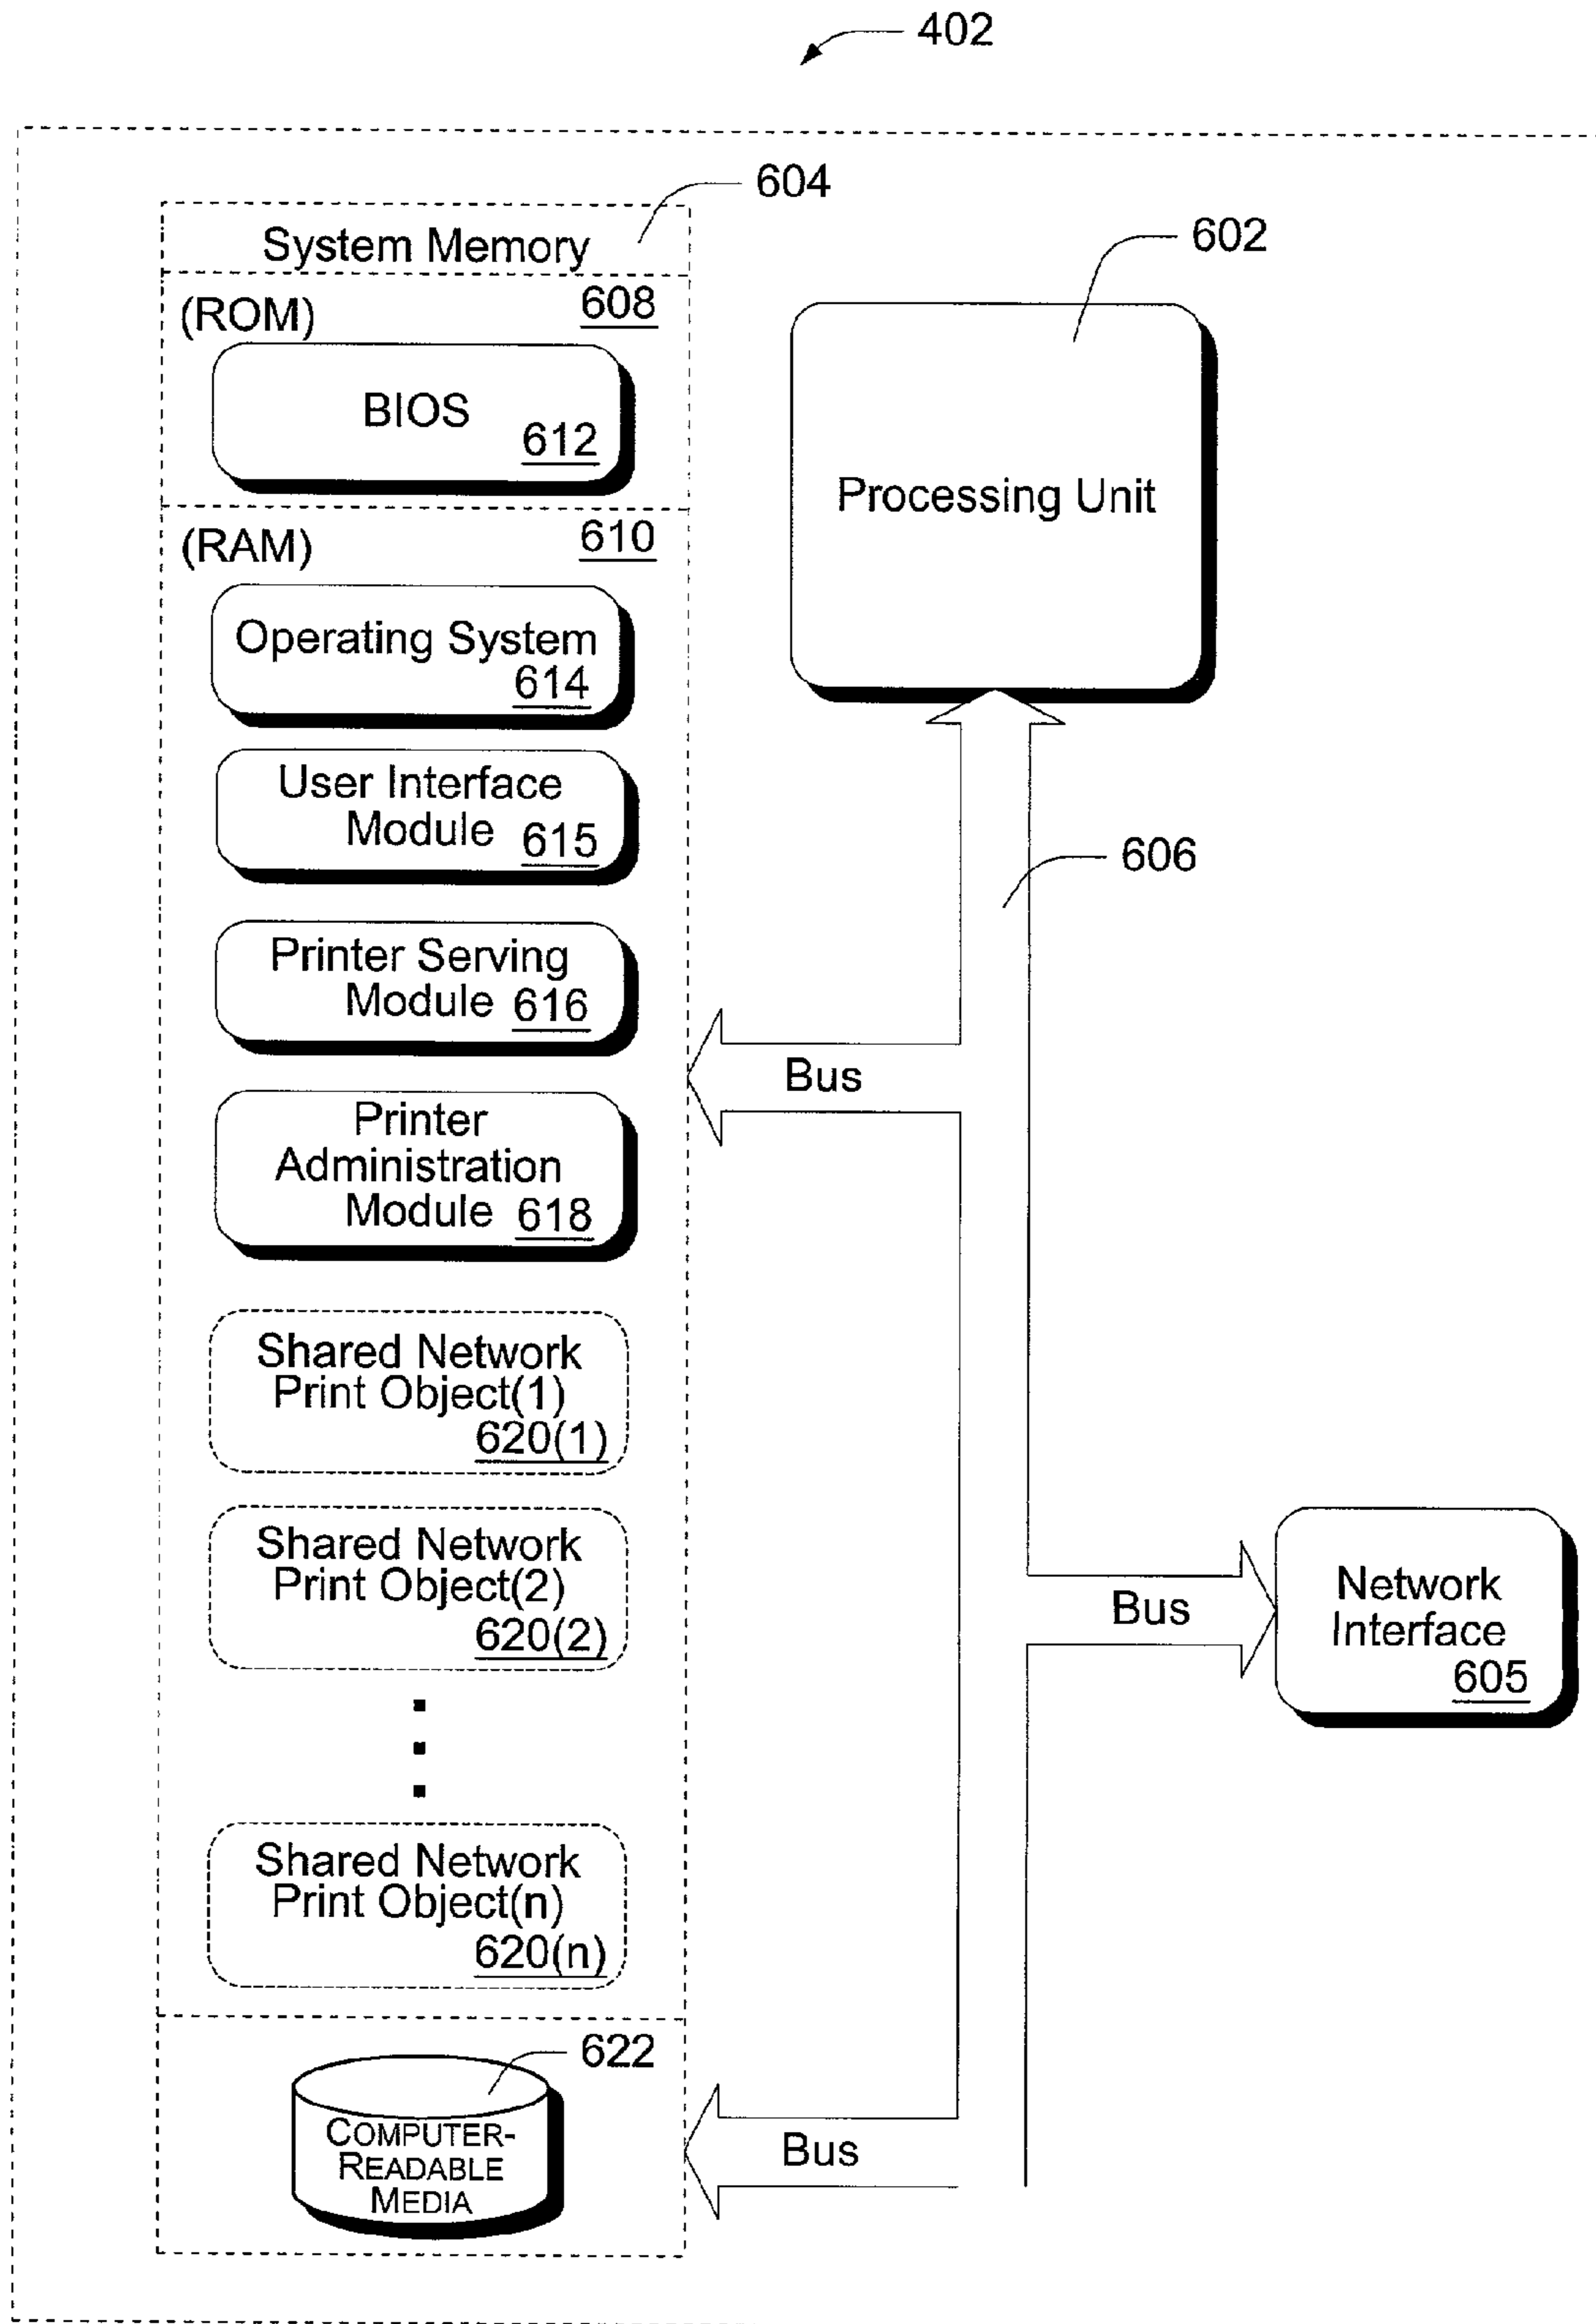 402
604
System Memory
(ROM) 608
BIOS
612
(RAM) 610
Operating System
614
User Interface
Module 615
Printer Serving
Module 616
Printer
Administration
Module 618
Shared Network
Print Object(1)
620(1)
Shared Network
Print Object(2)
620(2)
Shared Network
Print Object(n)
620(n)
622
COMPUTER-
READABLE
MEDIA
602
Processing Unit
606
Bus
Bus
Network
Interface
605
Bus